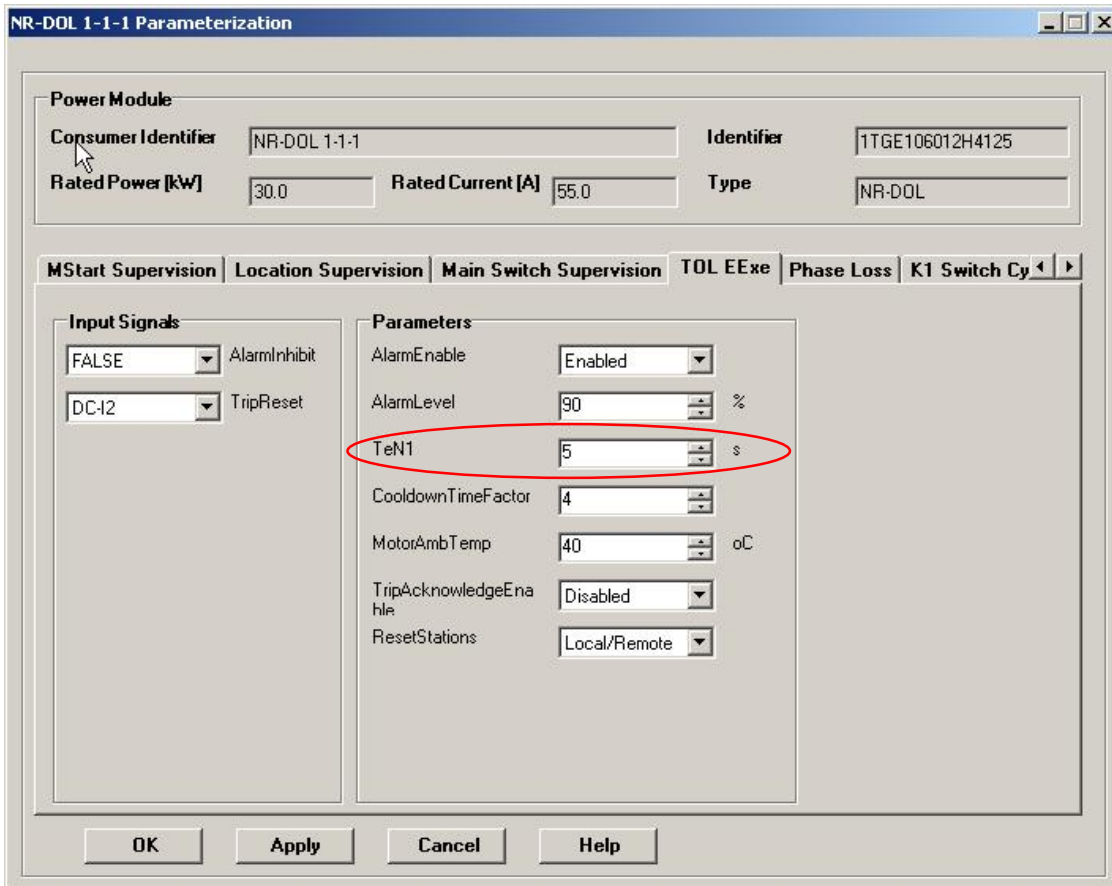 NR-DOL 1-1-1 Parameterization
Power Module
Consumer Identifier NR-DOL 1-1-1 Identifier 1TGE106012H4125
Rated Power [kW] 30.0 Rated Current [A] 55.0 Type NR-DOL
MStart Supervision Location Supervision Main Switch Supervision TOL EExe Phase Loss K1 Switch Cy
Input Signals
FALSE AlarmInhibit
DC-I2 TripReset
Parameters
AlarmEnable Enabled
AlarmLevel 90 %
TeN1 5 s
CooldownTimeFactor 4
MotorAmbTemp 40 oC
TripAcknowledgeEna
ble Disabled
ResetStations Local/Remote
OK Apply Cancel Help